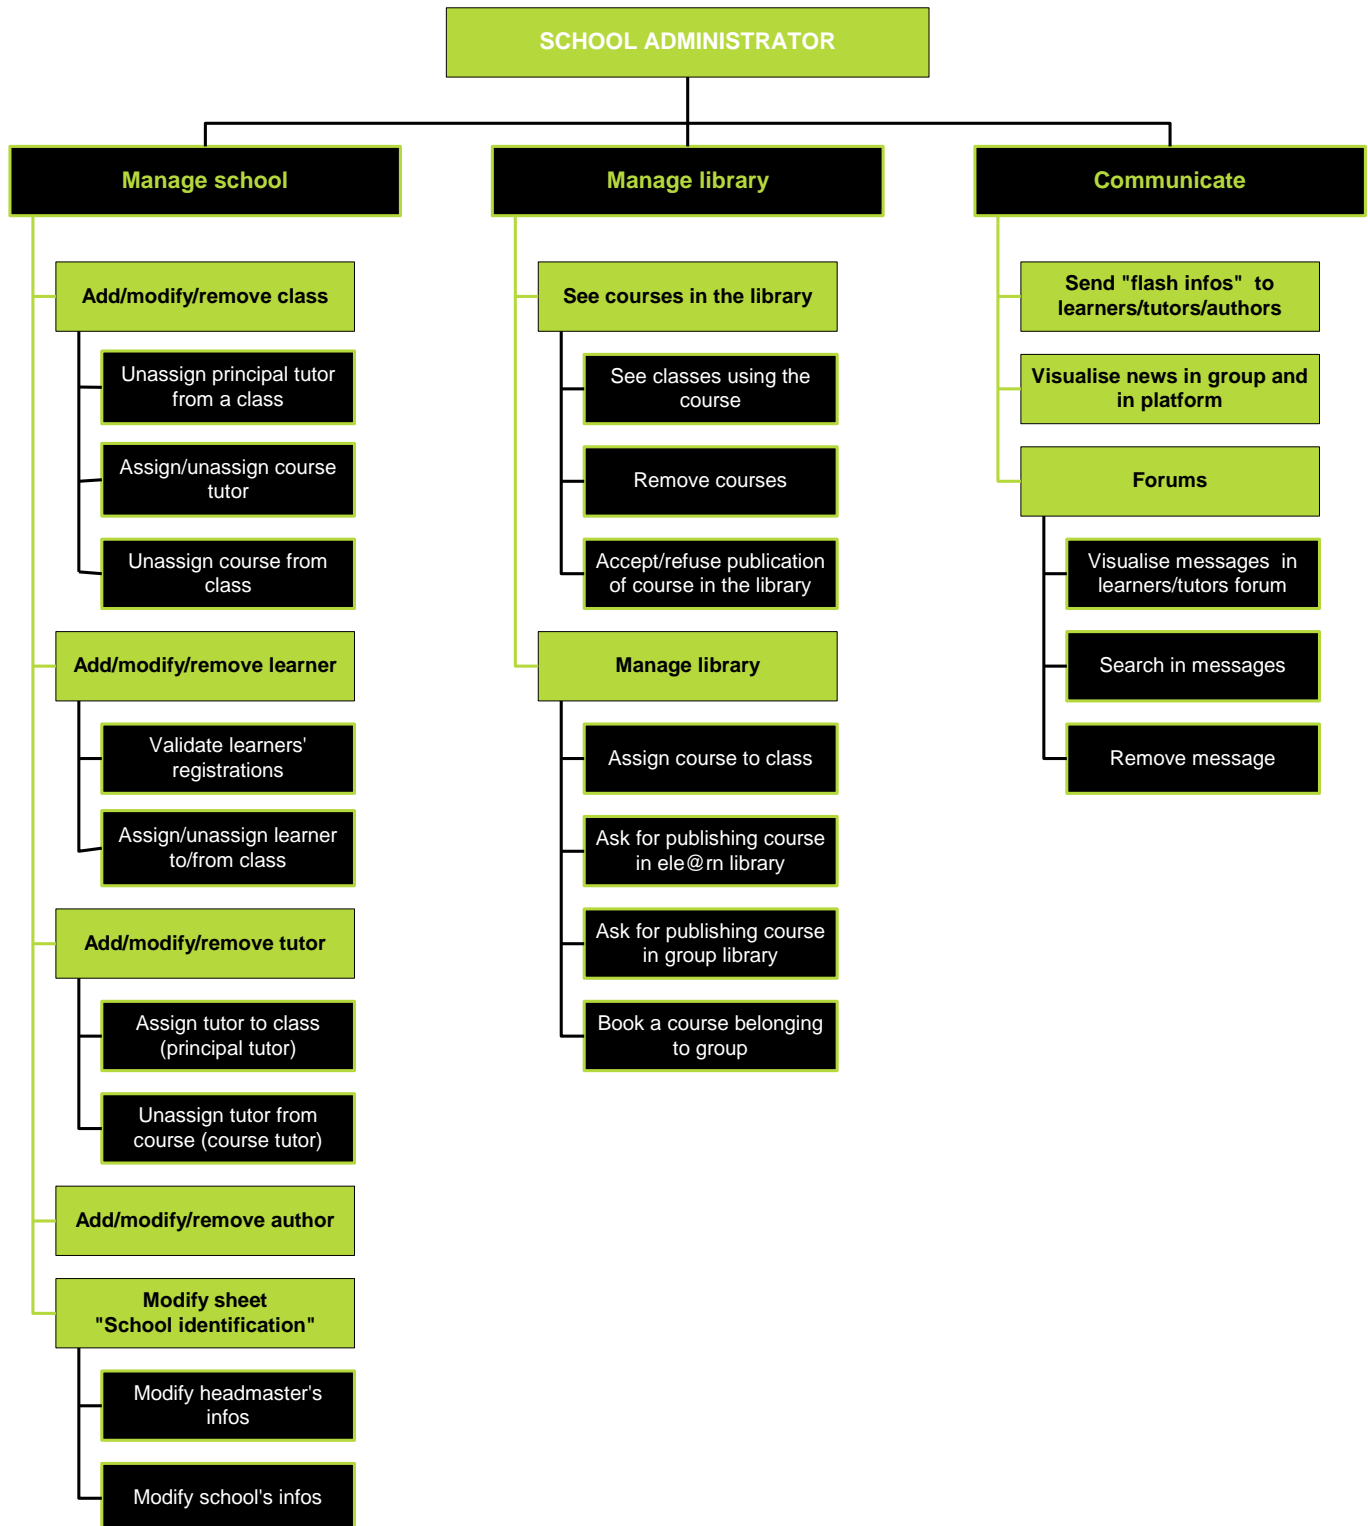 SCHOOL ADMINISTRATOR
Manage school
Add/modify/remove class
Unassign principal tutor
from a class
Assign/unassign course
tutor
Unassign course from
class
Add/modify/remove learner
Validate learners'
registrations
Assign/unassign learner
to/from class
Add/modify/remove tutor
Assign tutor to class
(principal tutor)
Unassign tutor from
course (course tutor)
Add/modify/remove author
Modify sheet
"School identification"
Modify headmaster's
infos
Modify school's infos
Manage library
See courses in the library
See classes using the
course
Remove courses
Accept/refuse publication
of course in the library
Manage library
Assign course to class
Ask for publishing course
in ele@rn library
Ask for publishing course
in group library
Book a course belonging
to group
Communicate
Send "flash infos" to
learners/tutors/authors
Visualise news in group and
in platform
Forums
Visualise messages in
learners/tutors forum
Search in messages
Remove message